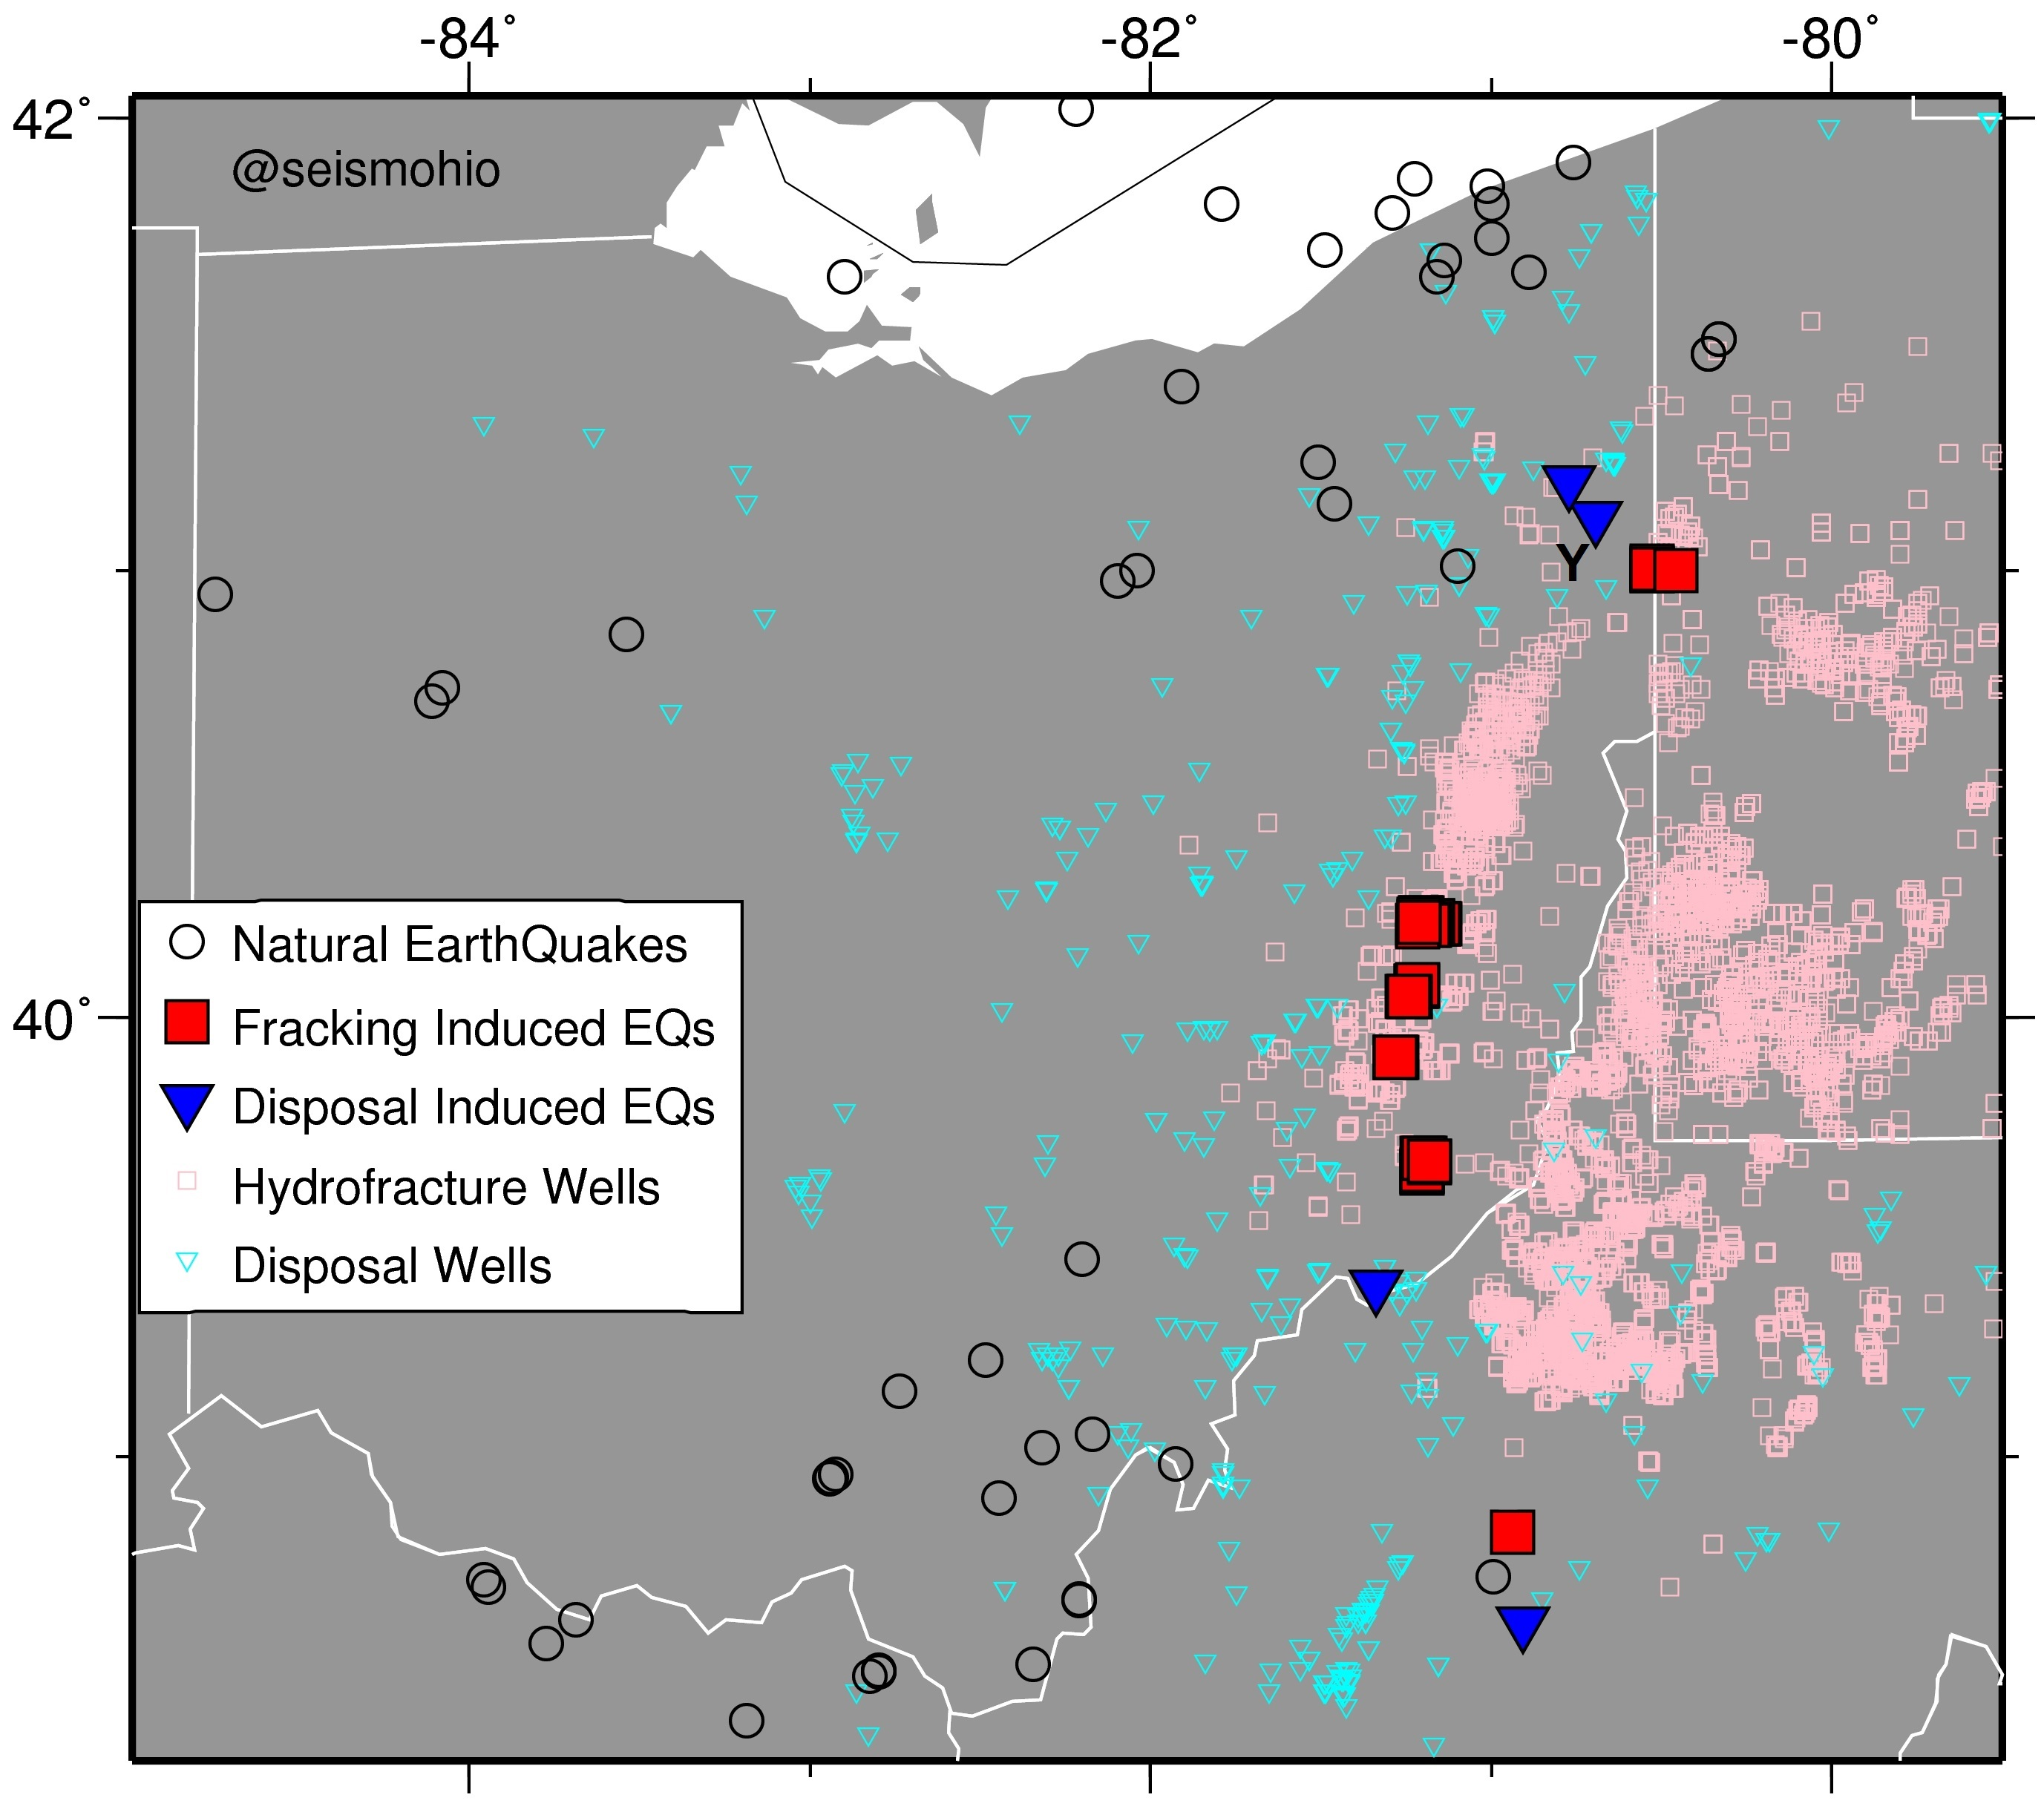 -84° -82° -80°
42°
@seismohio
Y
40°
Natural EarthQuakes
Fracking Induced EQs
Disposal Induced EQs
Hydrofracture Wells
Disposal Wells